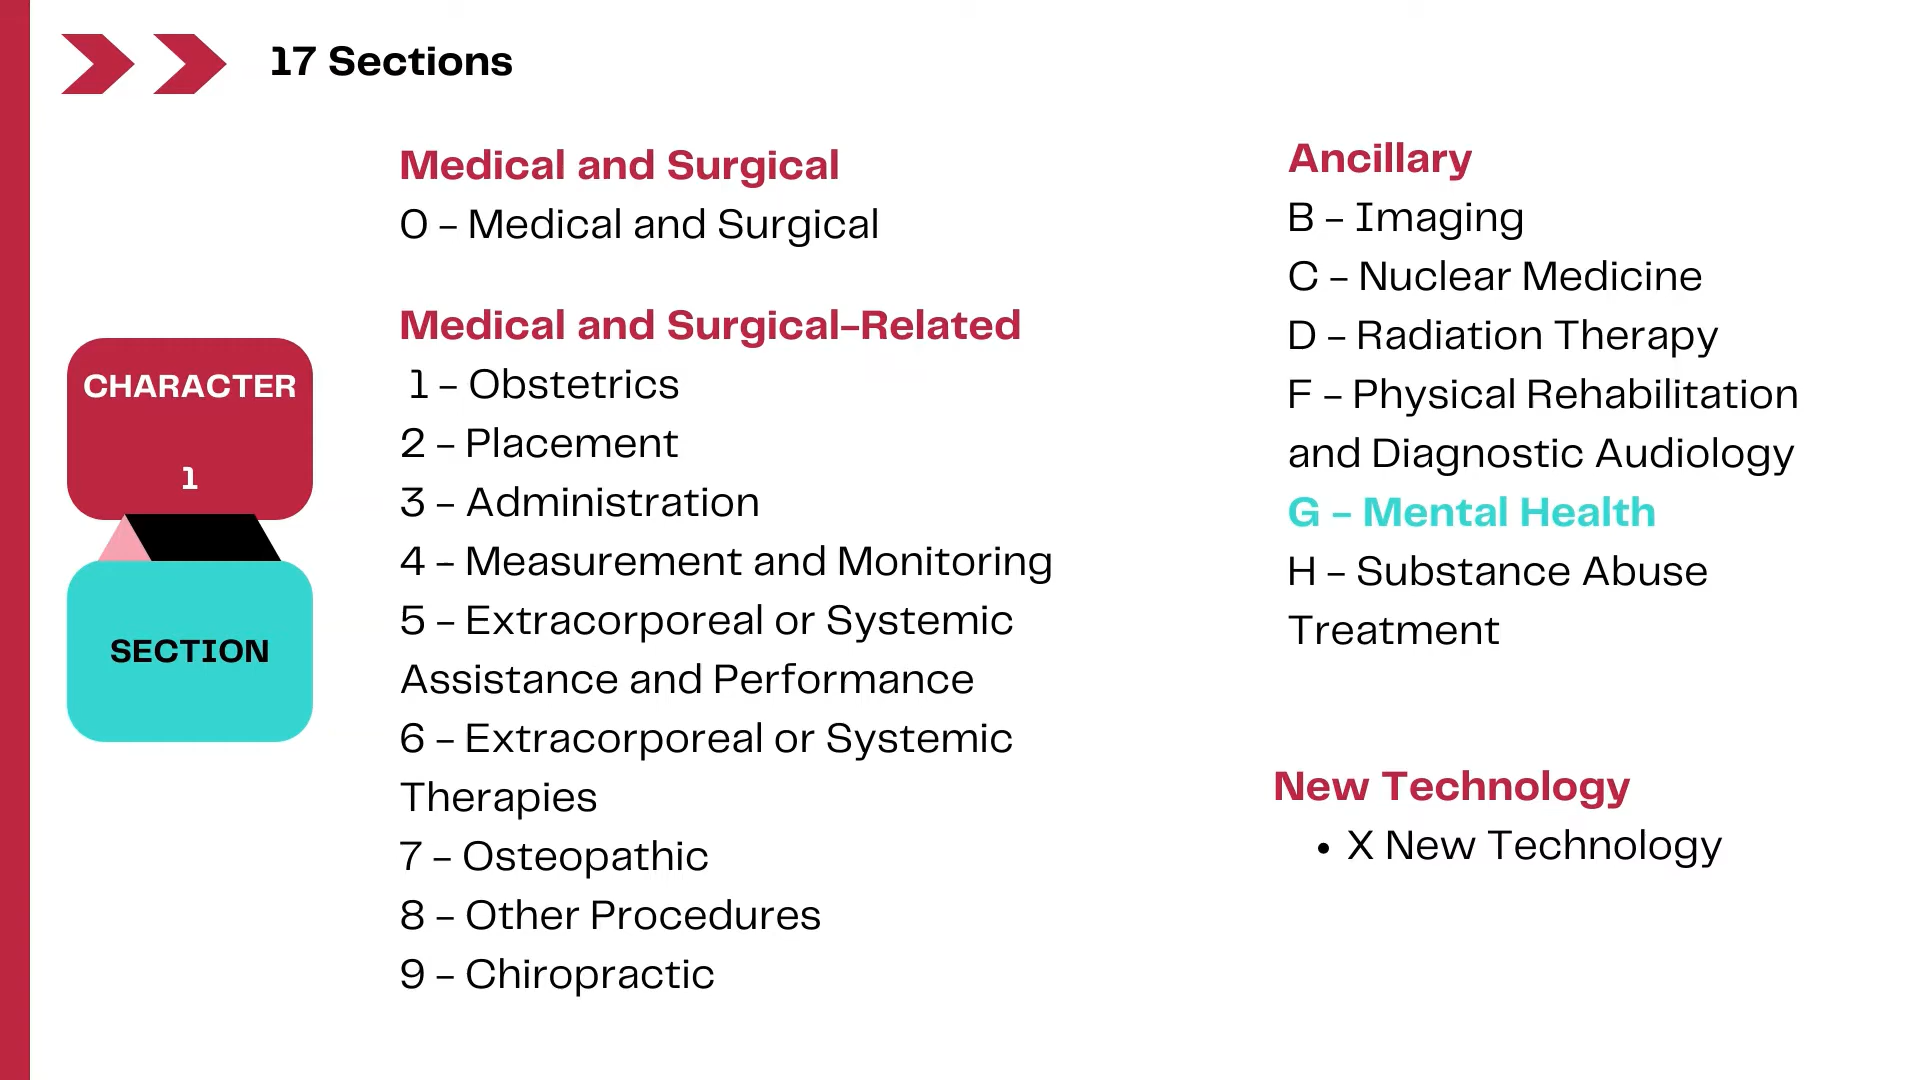 17 Sections
CHARACTER
1
SECTION
Medical and Surgical
0 – Medical and Surgical
Medical and Surgical-Related
1 – Obstetrics
2 – Placement
3 – Administration
4 – Measurement and Monitoring
5 – Extracorporeal or Systemic
Assistance and Performance
6 – Extracorporeal or Systemic
Therapies
7 – Osteopathic
8 – Other Procedures
9 – Chiropractic
Ancillary
B – Imaging
C – Nuclear Medicine
D – Radiation Therapy
F – Physical Rehabilitation
and Diagnostic Audiology
G – Mental Health
H – Substance Abuse
Treatment
New Technology
• X New Technology